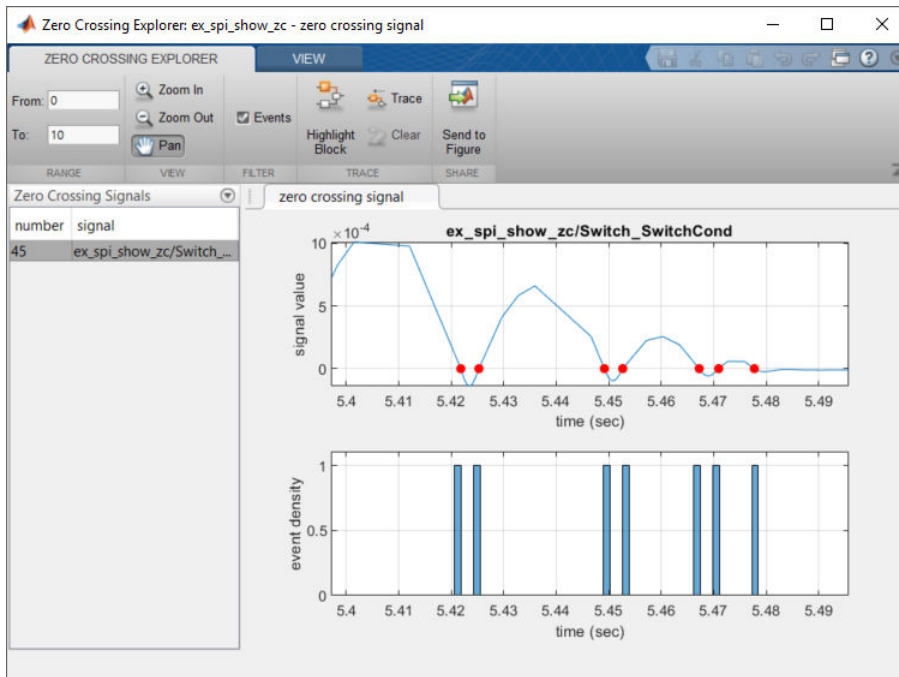 Zero Crossing Explorer: ex_spi_show_zc - zero crossing signal
ZERO CROSSING EXPLORER VIEW
From: 0
To: 10
Zoom In
Zoom Out
Pan
Events
Highlight
Block
Trace
Clear
Send to
Figure
RANGE VIEW FILTER TRACE SHARE
Zero Crossing Signals
number signal
45 ex_spi_show_zc/Switch_...
zero crossing signal
ex_spi_show_zc/Switch_SwitchCond
×10⁻⁴
10
5
0
signal value
5.4 5.41 5.42 5.43 5.44 5.45 5.46 5.47 5.48 5.49
time (sec)
1
0.5
0
event density
5.4 5.41 5.42 5.43 5.44 5.45 5.46 5.47 5.48 5.49
time (sec)